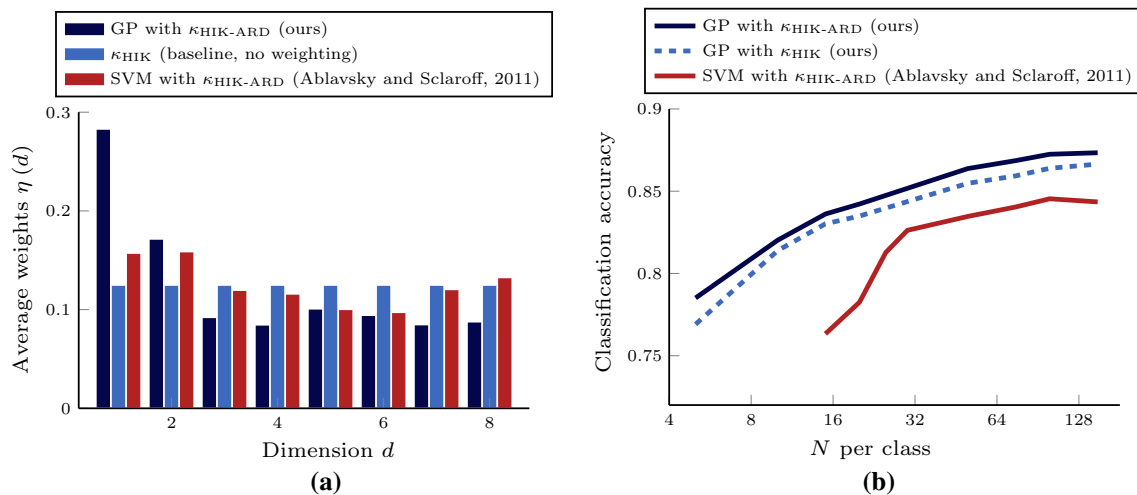 GP with κHIK-ARD (ours)
κHIK (baseline, no weighting)
SVM with κHIK-ARD (Ablavsky and Sclaroff, 2011)
0.3
0.2
0.1
0
2
4
6
8
Average weights η (d)
Dimension d
(a)
GP with κHIK-ARD (ours)
GP with κHIK (ours)
SVM with κHIK-ARD (Ablavsky and Sclaroff, 2011)
0.9
0.85
0.8
0.75
4
8
16
32
64
128
Classification accuracy
N per class
(b)